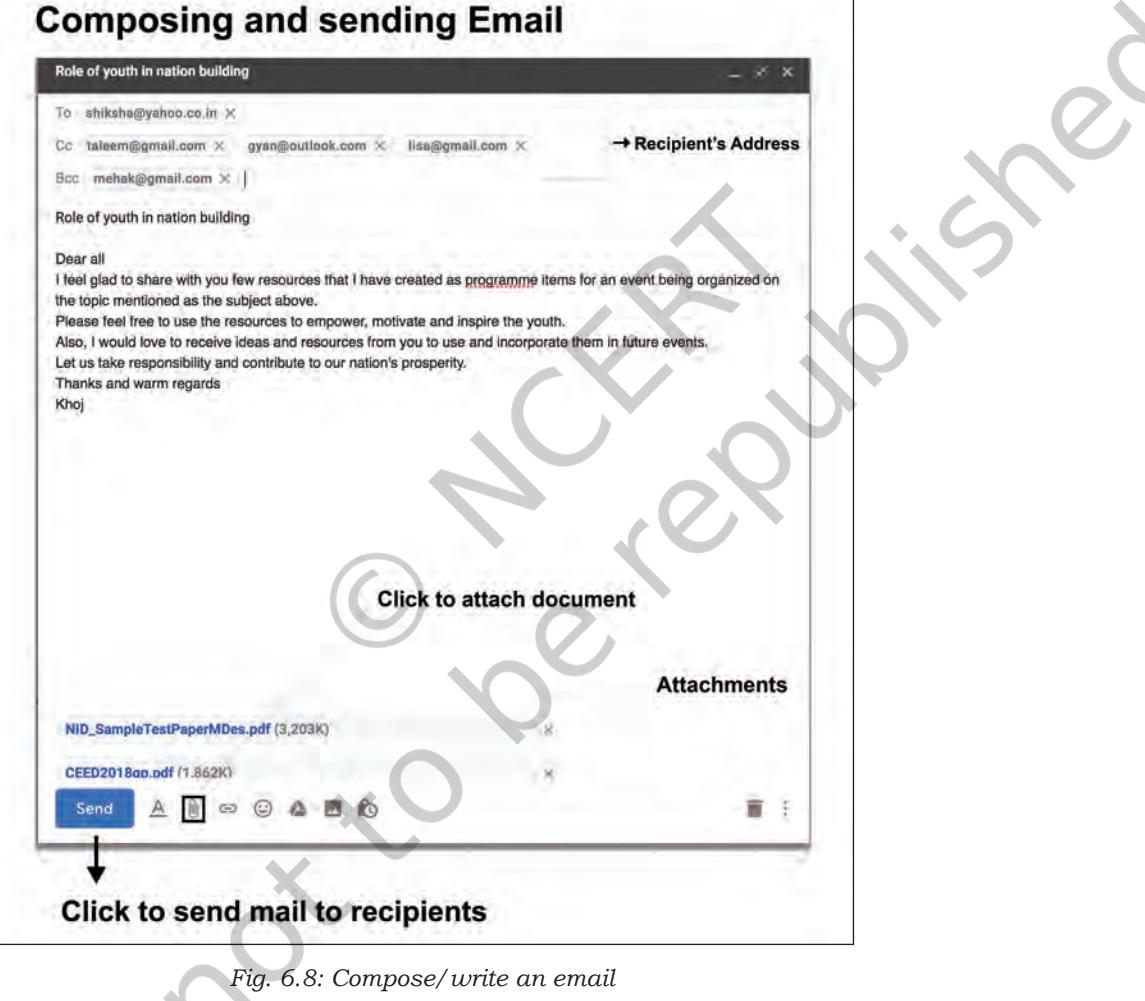 Composing and sending Email
Role of youth in nation building
To shiksha@yahoo.co.in
Cc taleem@gmail.com gyan@outlook.com lisa@gmail.com → Recipient's Address
Bcc mehak@gmail.com
Role of youth in nation building
Dear all
I feel glad to share with you few resources that I have created as programme items for an event being organized on
the topic mentioned as the subject above.
Please feel free to use the resources to empower, motivate and inspire the youth.
Also, I would love to receive ideas and resources from you to use and incorporate them in future events.
Let us take responsibility and contribute to our nation's prosperity.
Thanks and warm regards
Khoj
Click to attach document
Attachments
NID_SampleTestPaperMDes.pdf (3,203K)
CEED2018qp.pdf (1,862K)
Send
Click to send mail to recipients
Fig. 6.8: Compose/write an email
© NCERT
not to be republished